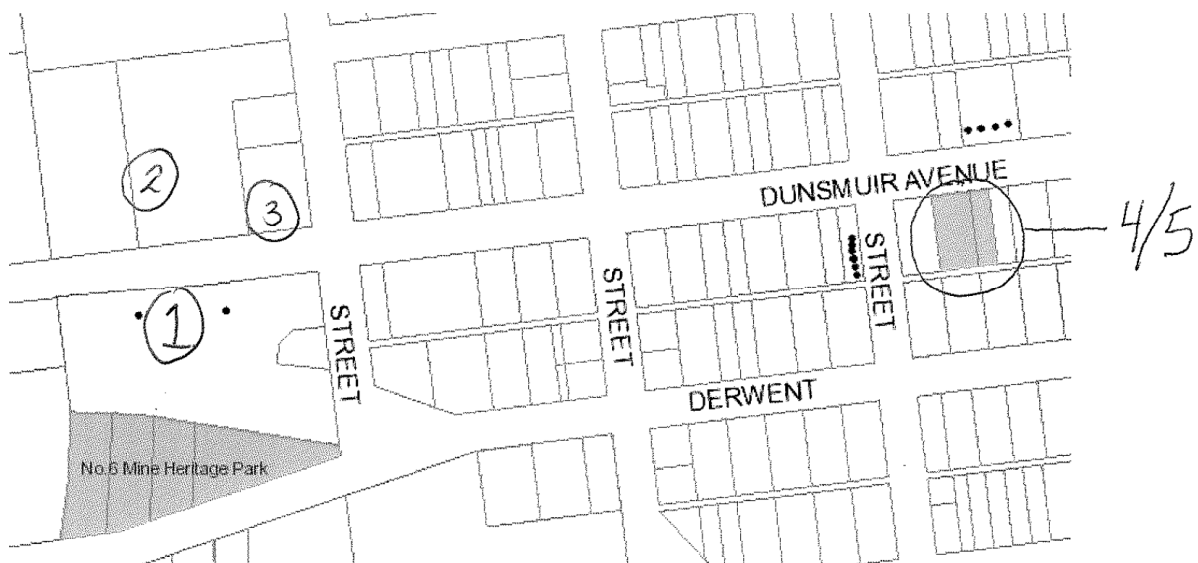 2
3
DUNSMUIR AVENUE
4/5
1
STREET
STREET
STREET
DERWENT
No.6 Mine Heritage Park